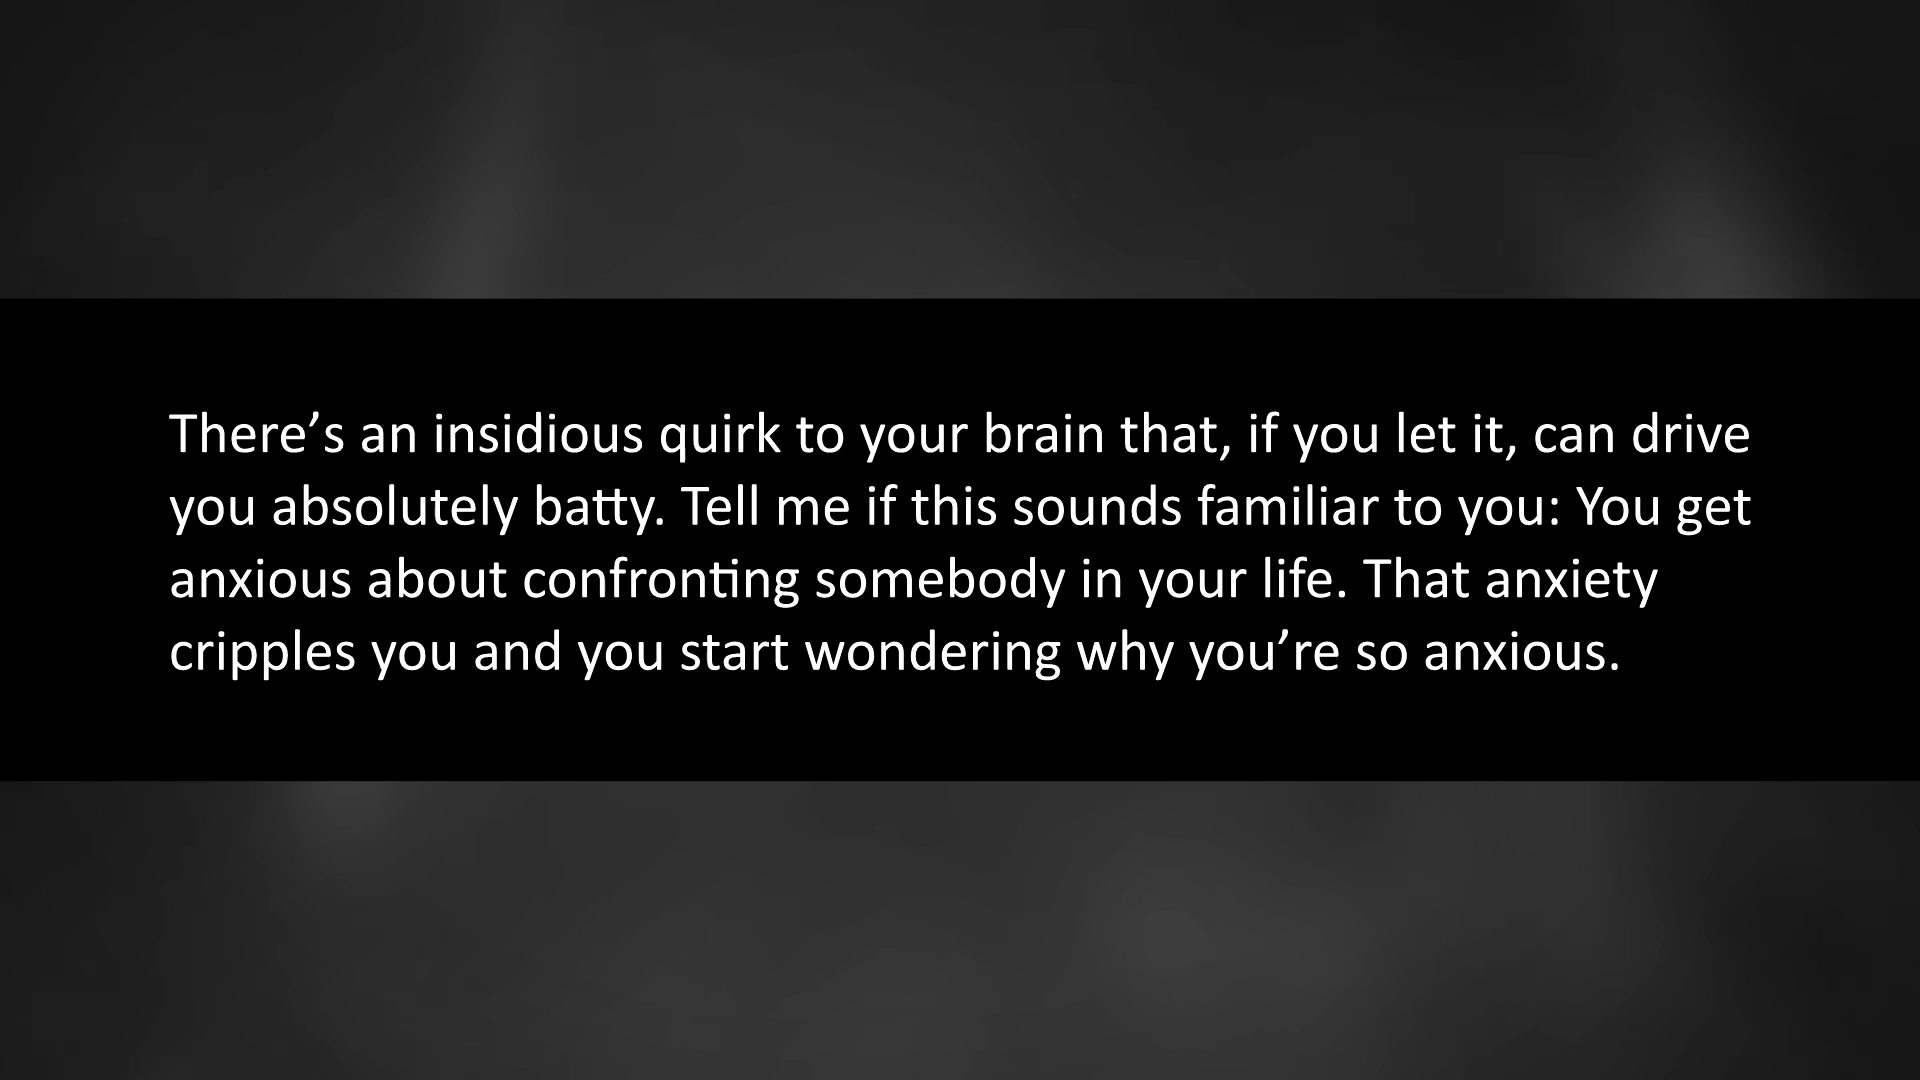 There’s an insidious quirk to your brain that, if you let it, can drive
you absolutely batty. Tell me if this sounds familiar to you: You get
anxious about confronting somebody in your life. That anxiety
cripples you and you start wondering why you’re so anxious.